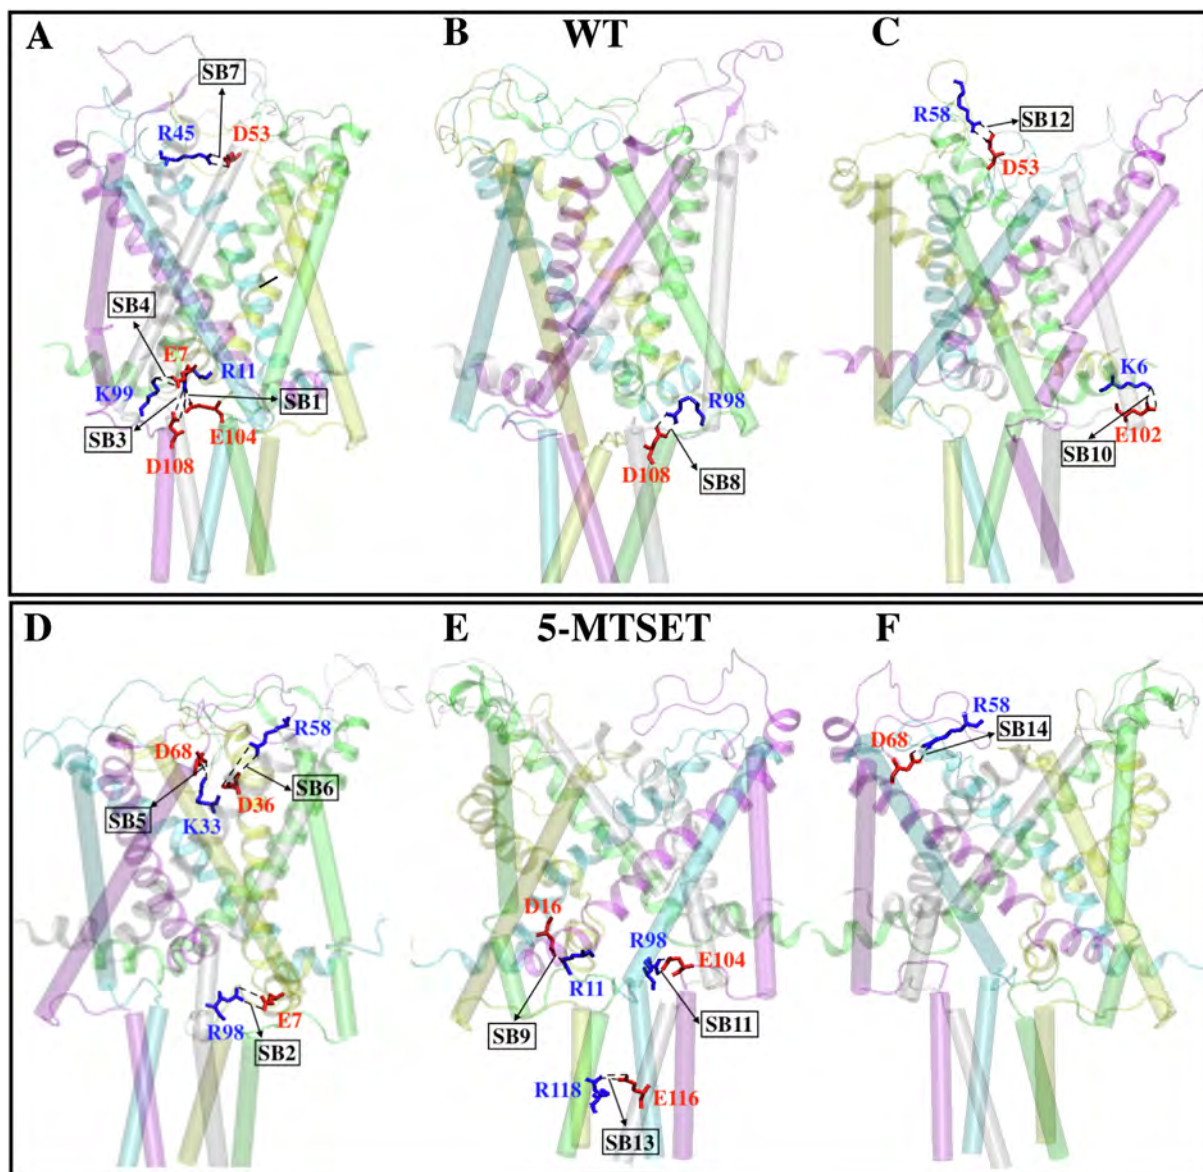 A
B WT
C
SB7
R45
D53
SB4
E7
R11
K99
SB1
SB3
E104
D108
R98
D108
SB8
R58
SB12
D53
K6
E102
SB10
D
E 5-MTSET
F
R58
D68
SB6
D36
SB5
K33
R98
E7
SB2
D16
R98
E104
R11
SB9
SB11
R118
E116
SB13
R58
D68
SB14